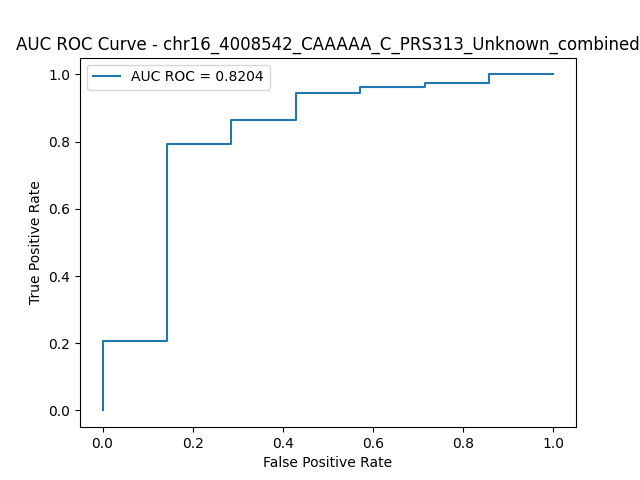 AUC ROC Curve - chr16_4008542_CAAAAA_C_PRS313_Unknown_combined
AUC ROC = 0.8204
True Positive Rate
1.0
0.8
0.6
0.4
0.2
0.0
0.0 0.2 0.4 0.6 0.8 1.0
False Positive Rate